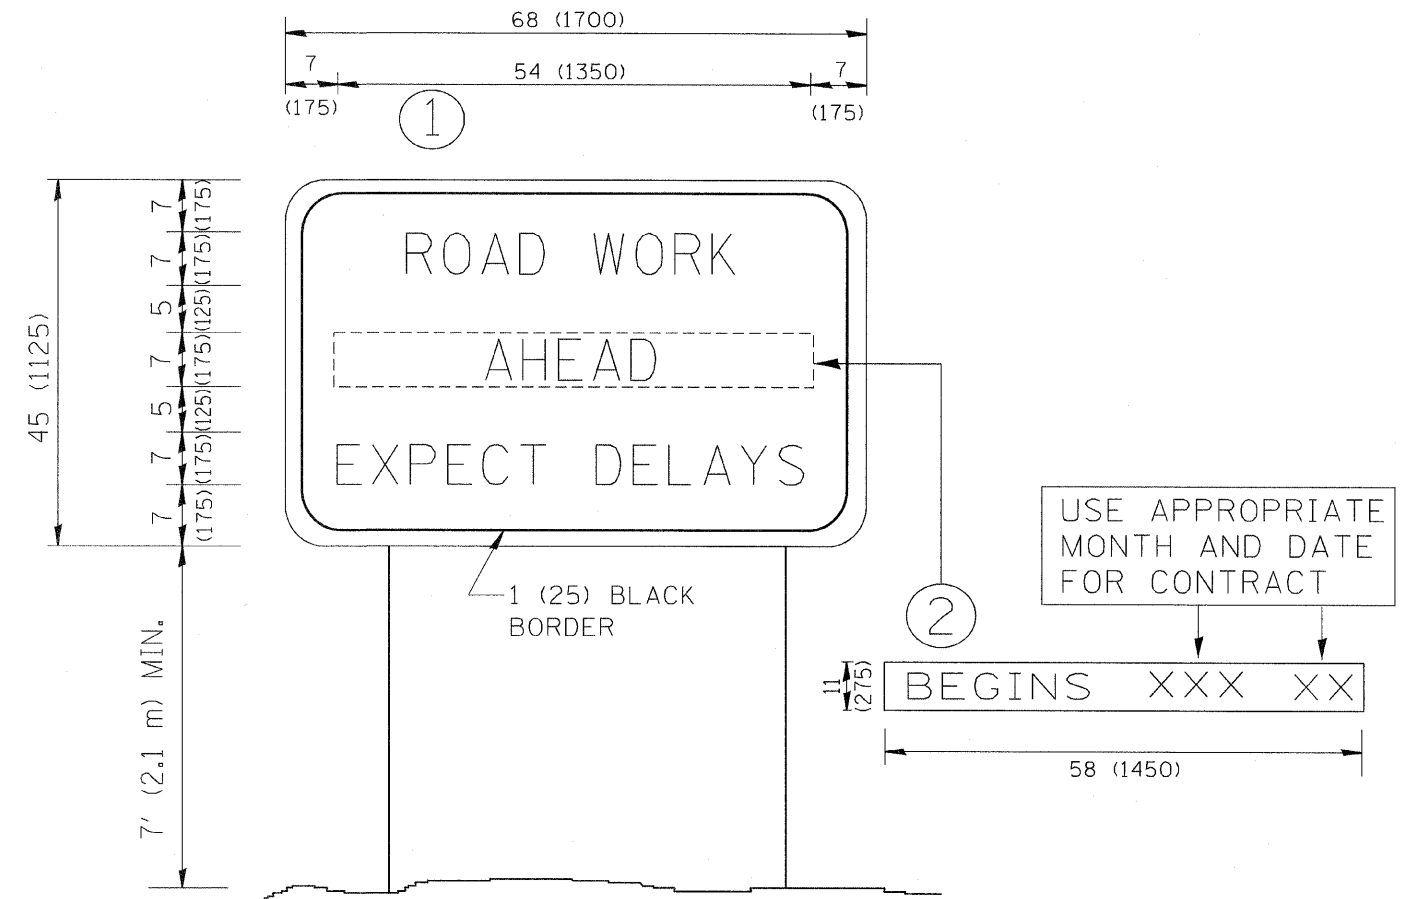 68 (1700)
7
54 (1350)
7
(175)
(175)
1
45 (1125)
7
(175)
7
(175)
5
(125)
7
(175)
5
(125)
7
(175)
7
(175)
ROAD WORK
AHEAD
EXPECT DELAYS
1 (25) BLACK
BORDER
7' (2.1 m) MIN.
2
USE APPROPRIATE
MONTH AND DATE
FOR CONTRACT
11
(275)
BEGINS XXX XX
58 (1450)